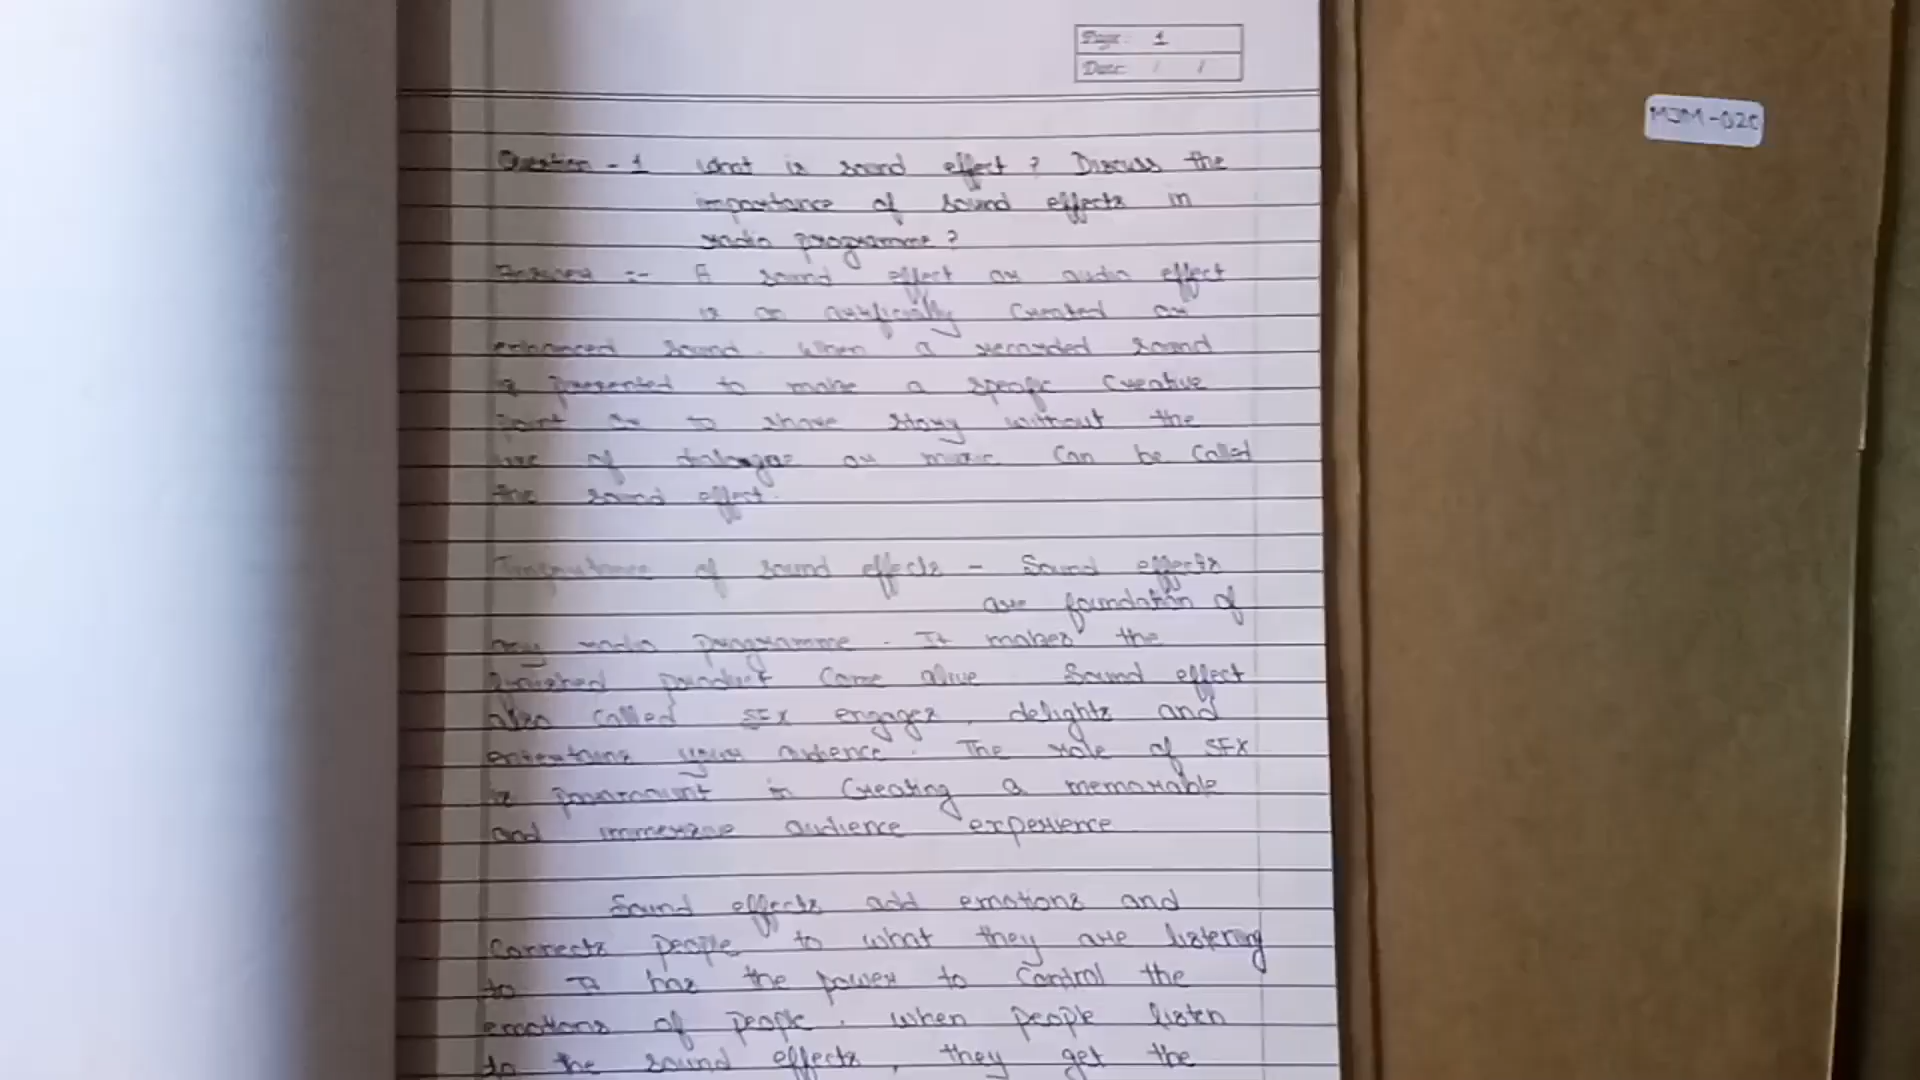 Page: 1
Date: / /
MJM-020
Question - 1 What is sound effect ? Discuss the
importance of sound effects in
radio programme ?
Answer :- A sound effect or audio effect
is an artificially created or
enhanced sound. When a recorded sound
is presented to make a specific creative
point or to show story without the
use of or music can be called
the sound effect.
Importance of sound effects - Sound effects
are foundation of
any radio programme. It makes the
finished product come alive. Sound effect
also called SFX engages, delights and
entertains your audience. The role of SFX
is paramount in creating a memorable
and immersive audience experience
Sound effects add emotions and
connects people to what they are listening
to. It has the power to control the
emotions of people. When people listen
to the sound effects, they get the